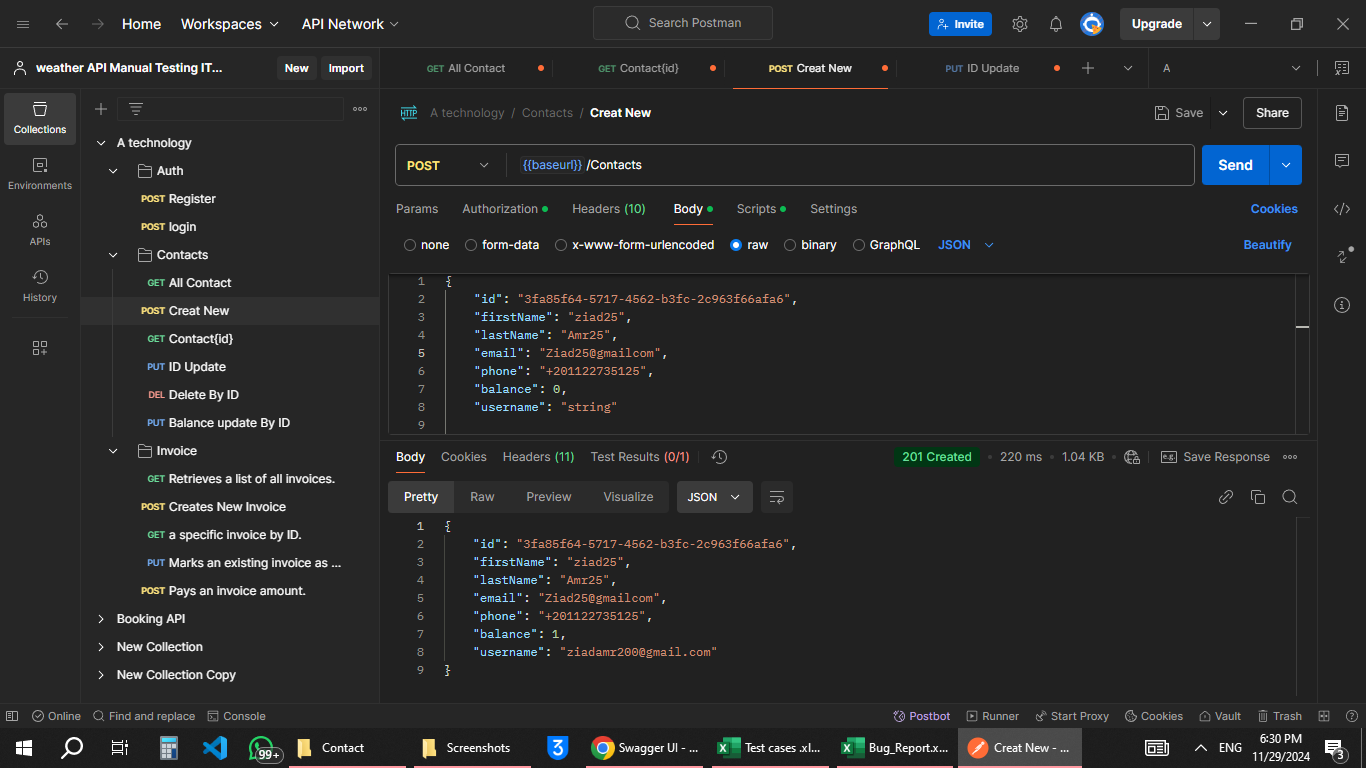 Home Workspaces API Network Search Postman Invite Upgrade
weather API Manual Testing IT... New Import GET All Contact GET Contact{id} POST Creat New PUT ID Update A
Collections
Environments
APIs
History
A technology
Auth
POST Register
POST login
Contacts
GET All Contact
POST Creat New
GET Contact{id}
PUT ID Update
DEL Delete By ID
PUT Balance update By ID
Invoice
GET Retrieves a list of all invoices.
POST Creates New Invoice
GET a specific invoice by ID.
PUT Marks an existing invoice as ...
POST Pays an invoice amount.
Booking API
New Collection
New Collection Copy
HTTP A technology / Contacts / Creat New Save Share
POST {{baseurl}} /Contacts Send
Params Authorization Headers (10) Body Scripts Settings Cookies
none form-data x-www-form-urlencoded raw binary GraphQL JSON Beautify
1 {
2 "id": "3fa85f64-5717-4562-b3fc-2c963f66afa6",
3 "firstName": "ziad25",
4 "lastName": "Amr25",
5 "email": "Ziad25@gmailcom",
6 "phone": "+201122735125",
7 "balance": 0,
8 "username": "string"
9
Body Cookies Headers (11) Test Results (0/1) 201 Created 220 ms 1.04 KB e.g. Save Response
Pretty Raw Preview Visualize JSON
1 {
2 "id": "3fa85f64-5717-4562-b3fc-2c963f66afa6",
3 "firstName": "ziad25",
4 "lastName": "Amr25",
5 "email": "Ziad25@gmailcom",
6 "phone": "+201122735125",
7 "balance": 1,
8 "username": "ziadamr200@gmail.com"
9 }
Online Find and replace Console Postbot Runner Start Proxy Cookies Vault Trash
99+ Contact Screenshots 3 Swagger UI - ... Test cases .xl... Bug_Report.x... Creat New - ... ENG 6:30 PM 3
11/29/2024